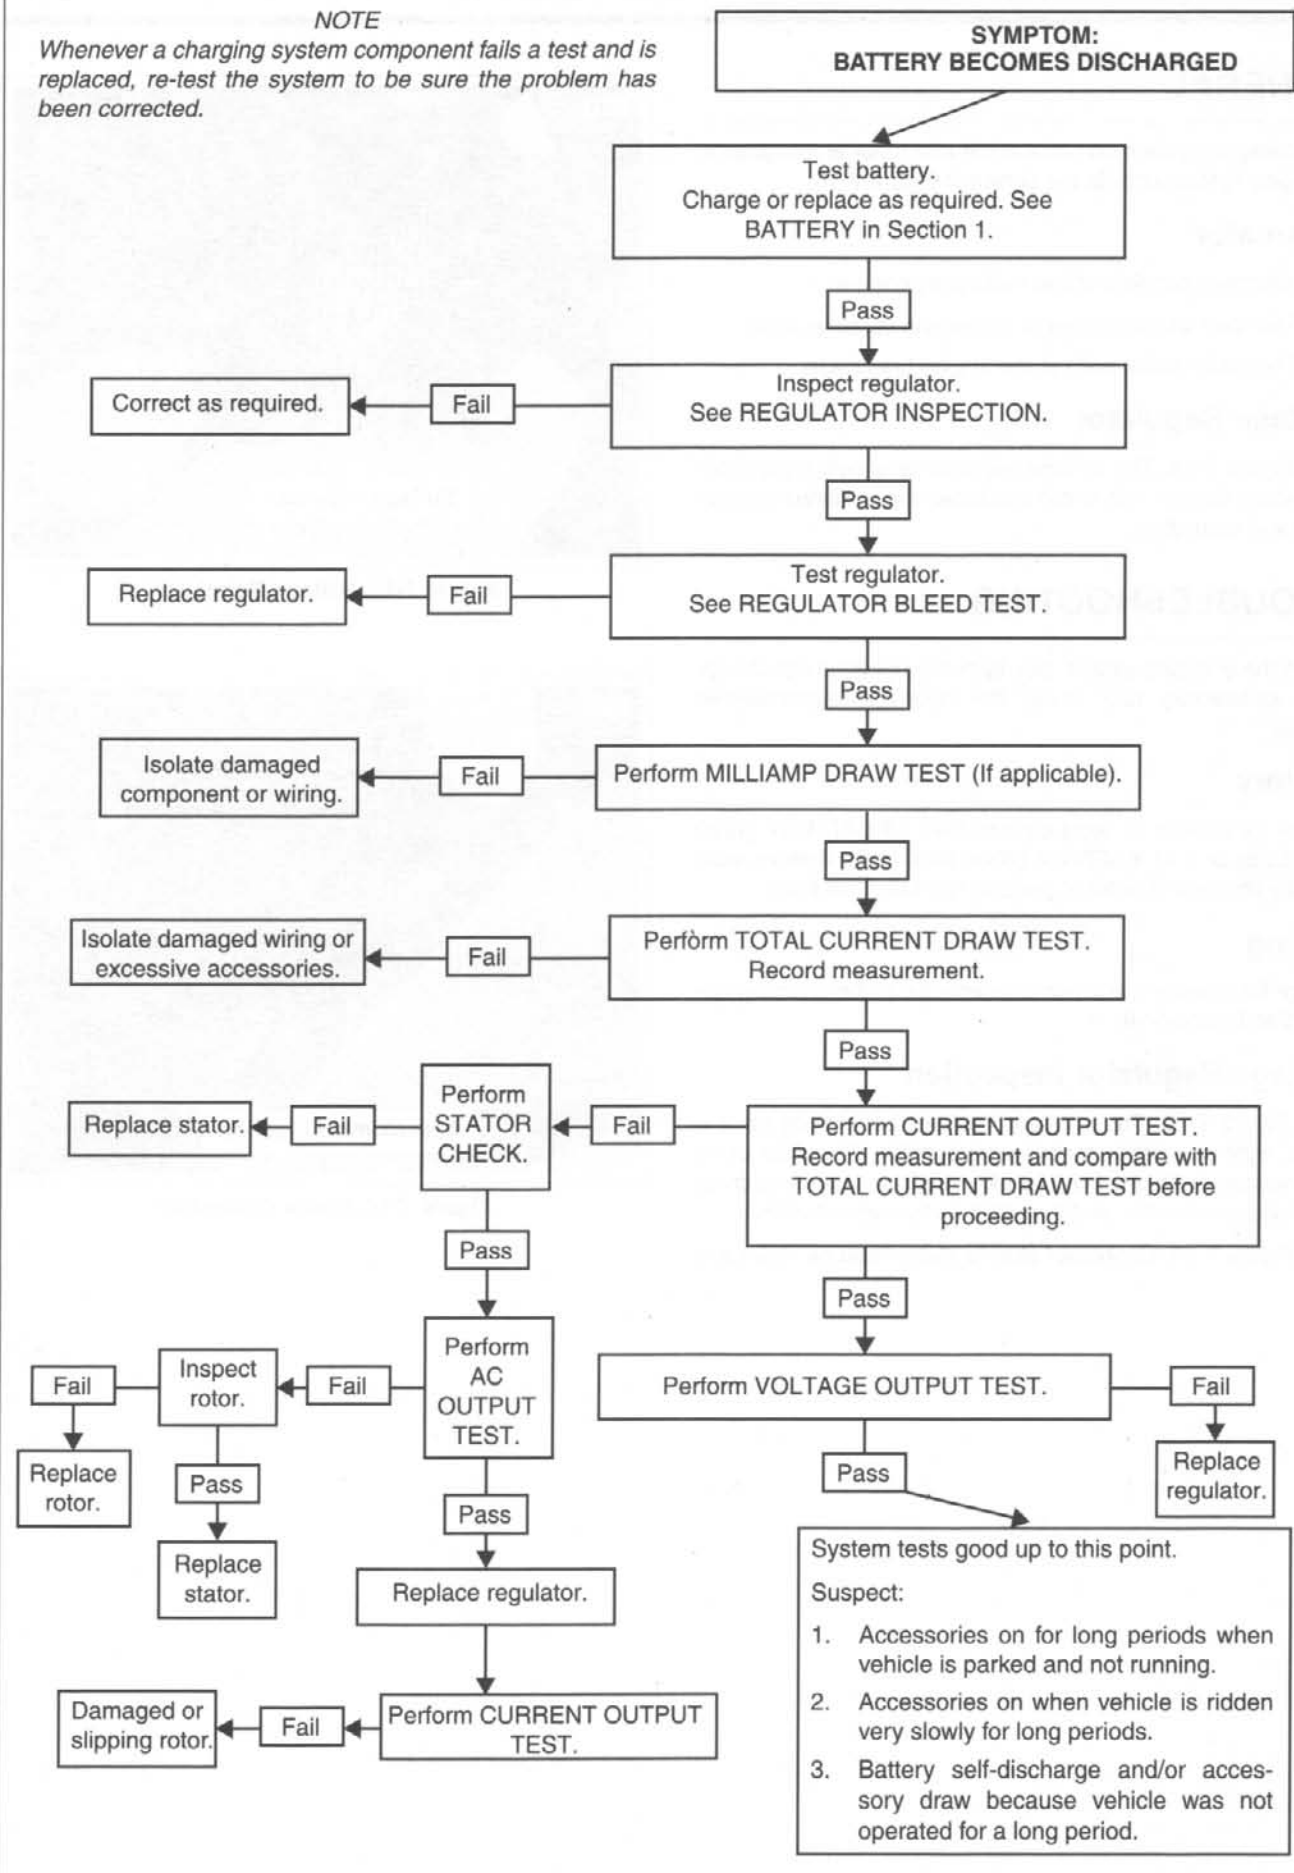 NOTE
Whenever a charging system component fails a test and is
replaced, re-test the system to be sure the problem has
been corrected.
SYMPTOM:
BATTERY BECOMES DISCHARGED
Test battery.
Charge or replace as required. See
BATTERY in Section 1.
Pass
Inspect regulator.
See REGULATOR INSPECTION.
Fail
Correct as required.
Pass
Test regulator.
See REGULATOR BLEED TEST.
Fail
Replace regulator.
Pass
Perform MILLIAMP DRAW TEST (If applicable).
Fail
Isolate damaged
component or wiring.
Pass
Perform TOTAL CURRENT DRAW TEST.
Record measurement.
Fail
Isolate damaged wiring or
excessive accessories.
Pass
Perform CURRENT OUTPUT TEST.
Record measurement and compare with
TOTAL CURRENT DRAW TEST before
proceeding.
Fail
Perform
STATOR
CHECK.
Fail
Replace stator.
Pass
Perform
AC
OUTPUT
TEST.
Fail
Inspect
rotor.
Fail
Replace
rotor.
Pass
Replace
stator.
Pass
Replace regulator.
Perform CURRENT OUTPUT
TEST.
Fail
Damaged or
slipping rotor.
Pass
Perform VOLTAGE OUTPUT TEST.
Fail
Replace
regulator.
Pass
System tests good up to this point.
Suspect:
1. Accessories on for long periods when
vehicle is parked and not running.
2. Accessories on when vehicle is ridden
very slowly for long periods.
3. Battery self-discharge and/or acces-
sory draw because vehicle was not
operated for a long period.